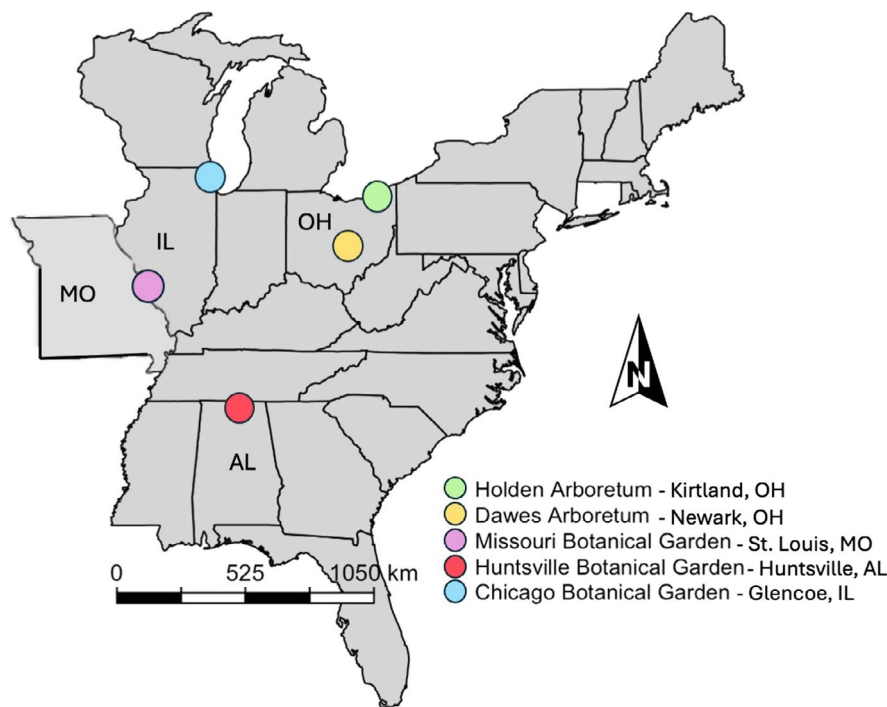 OH
IL
MO
N
AL
Holden Arboretum - Kirtland, OH
Dawes Arboretum - Newark, OH
Missouri Botanical Garden - St. Louis, MO
Huntsville Botanical Garden - Huntsville, AL
Chicago Botanical Garden - Glencoe, IL
0 525 1050 km